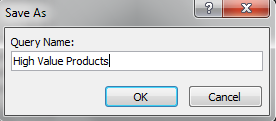 Save As
Query Name:
High Value Products
OK
Cancel